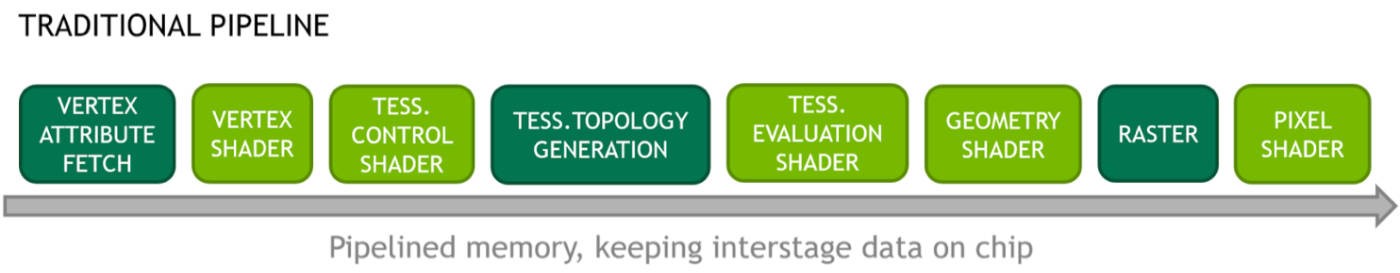 TRADITIONAL PIPELINE
VERTEX
ATTRIBUTE
FETCH
VERTEX
SHADER
TESS.
CONTROL
SHADER
TESS.TOPOLOGY
GENERATION
TESS.
EVALUATION
SHADER
GEOMETRY
SHADER
RASTER
PIXEL
SHADER
Pipelined memory, keeping interstage data on chip